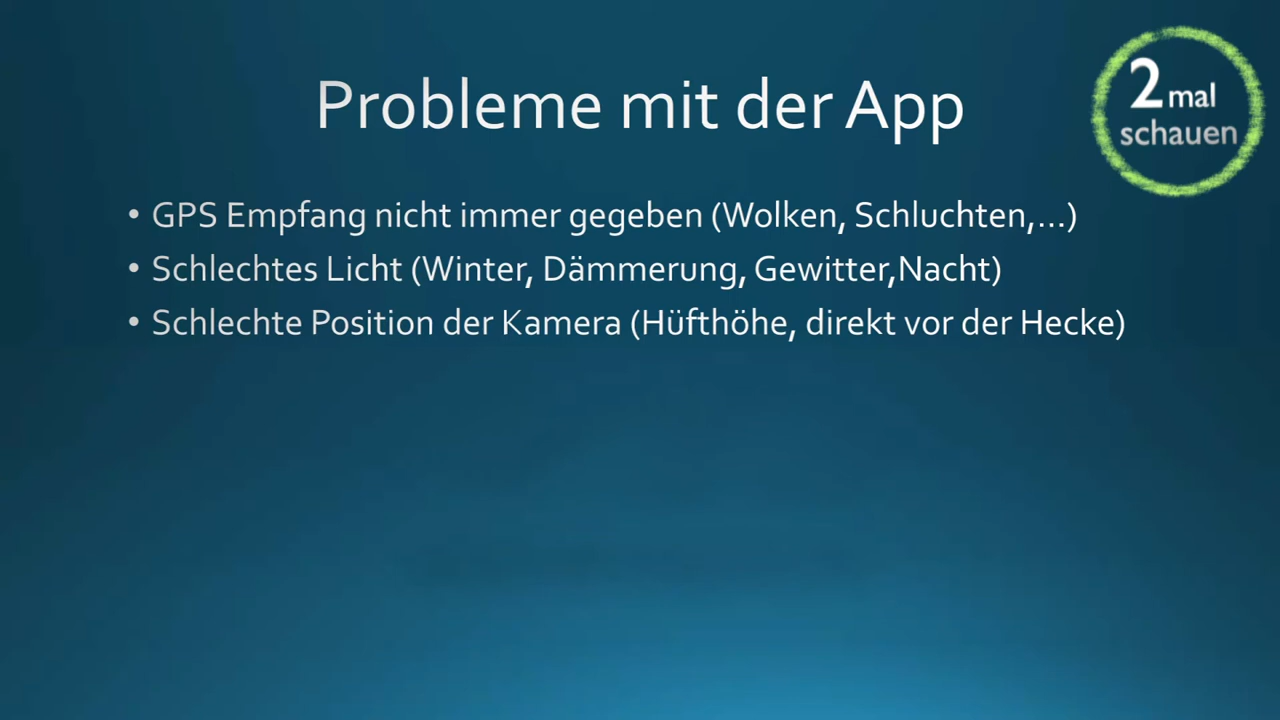 Probleme mit der App
2 mal
schauen
• GPS Empfang nicht immer gegeben (Wolken, Schluchten,...)
• Schlechtes Licht (Winter, Dämmerung, Gewitter,Nacht)
• Schlechte Position der Kamera (Hüfthöhe, direkt vor der Hecke)